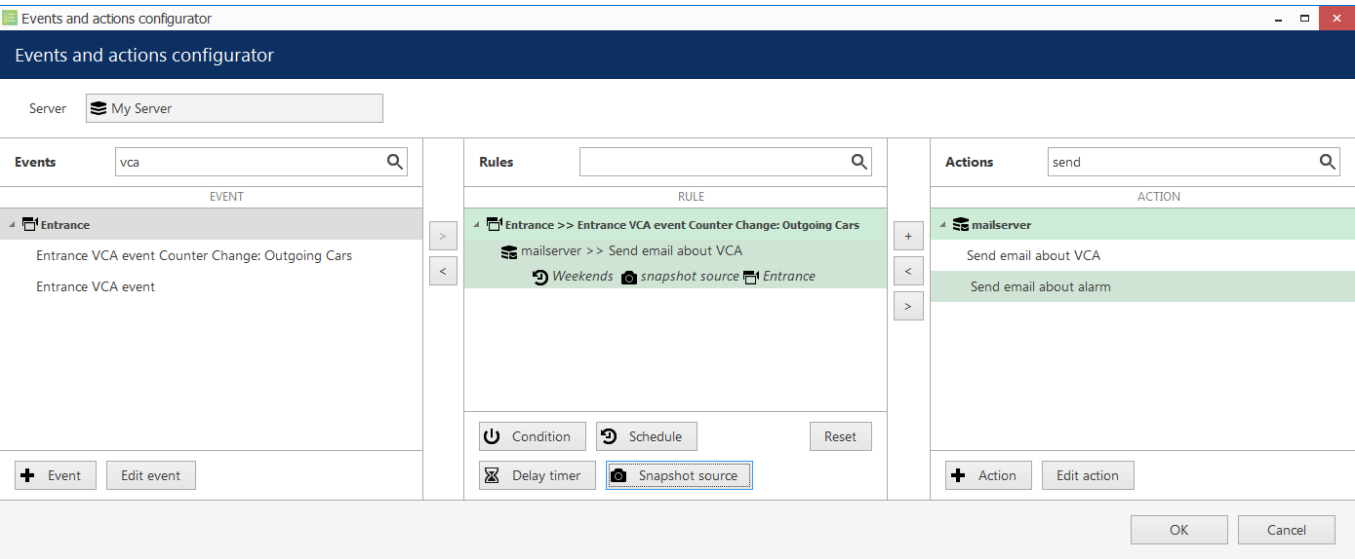 Events and actions configurator
Events and actions configurator
Server My Server
Events vca
EVENT
Entrance
Entrance VCA event Counter Change: Outgoing Cars
Entrance VCA event
+ Event Edit event
>
<
Rules
RULE
Entrance >> Entrance VCA event Counter Change: Outgoing Cars
mailserver >> Send email about VCA
Weekends snapshot source Entrance
Condition Schedule Reset
Delay timer Snapshot source
+
<
>
Actions send
ACTION
mailserver
Send email about VCA
Send email about alarm
+ Action Edit action
OK Cancel